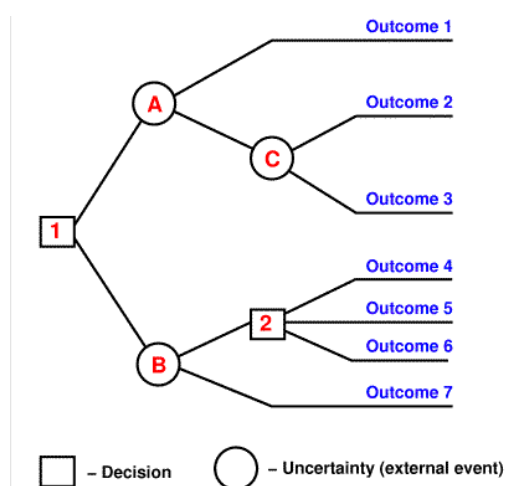 Outcome 1
A
Outcome 2
C
Outcome 3
1
Outcome 4
2
Outcome 5
Outcome 6
B
Outcome 7
– Decision
– Uncertainty (external event)